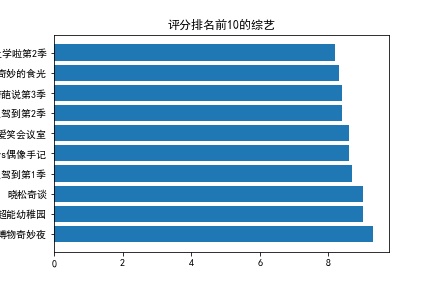 评分排名前10的综艺
上学啦第2季
奇妙的食光
葩说第3季
驾到第2季
爱笑会议室
s偶像手记
驾到第1季
晓松奇谈
超能幼稚园
博物奇妙夜
0 2 4 6 8